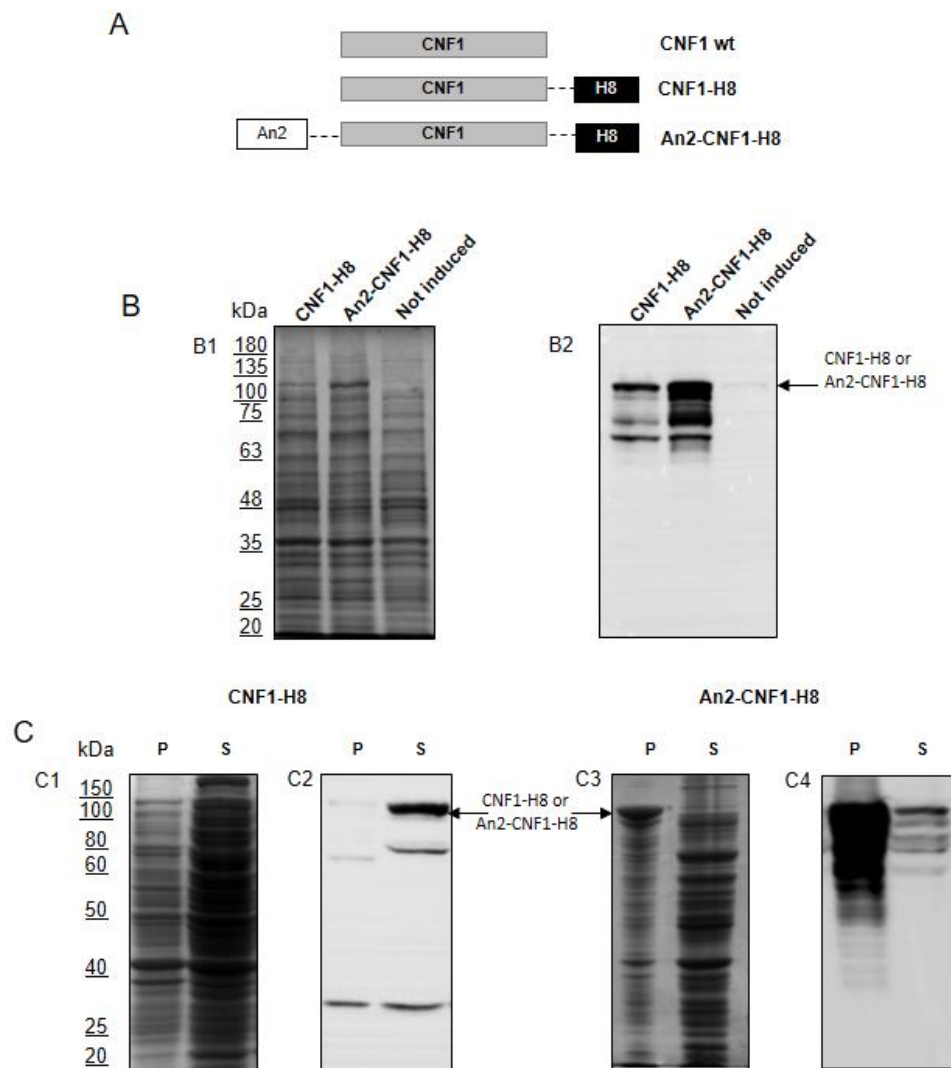 A
CNF1 CNF1 wt
CNF1 H8 CNF1-H8
An2 CNF1 H8 An2-CNF1-H8
CNF1-H8 An2-CNF1-H8 Not induced CNF1-H8 An2-CNF1-H8 Not induced
B kDa
B1 B2
180
135
100
75
63
48
35
25
20
CNF1-H8 or
An2-CNF1-H8
CNF1-H8 An2-CNF1-H8
C kDa P S P S P S P S
C1 C2 C3 C4
150
100
80
60
50
40
25
20
CNF1-H8 or
An2-CNF1-H8